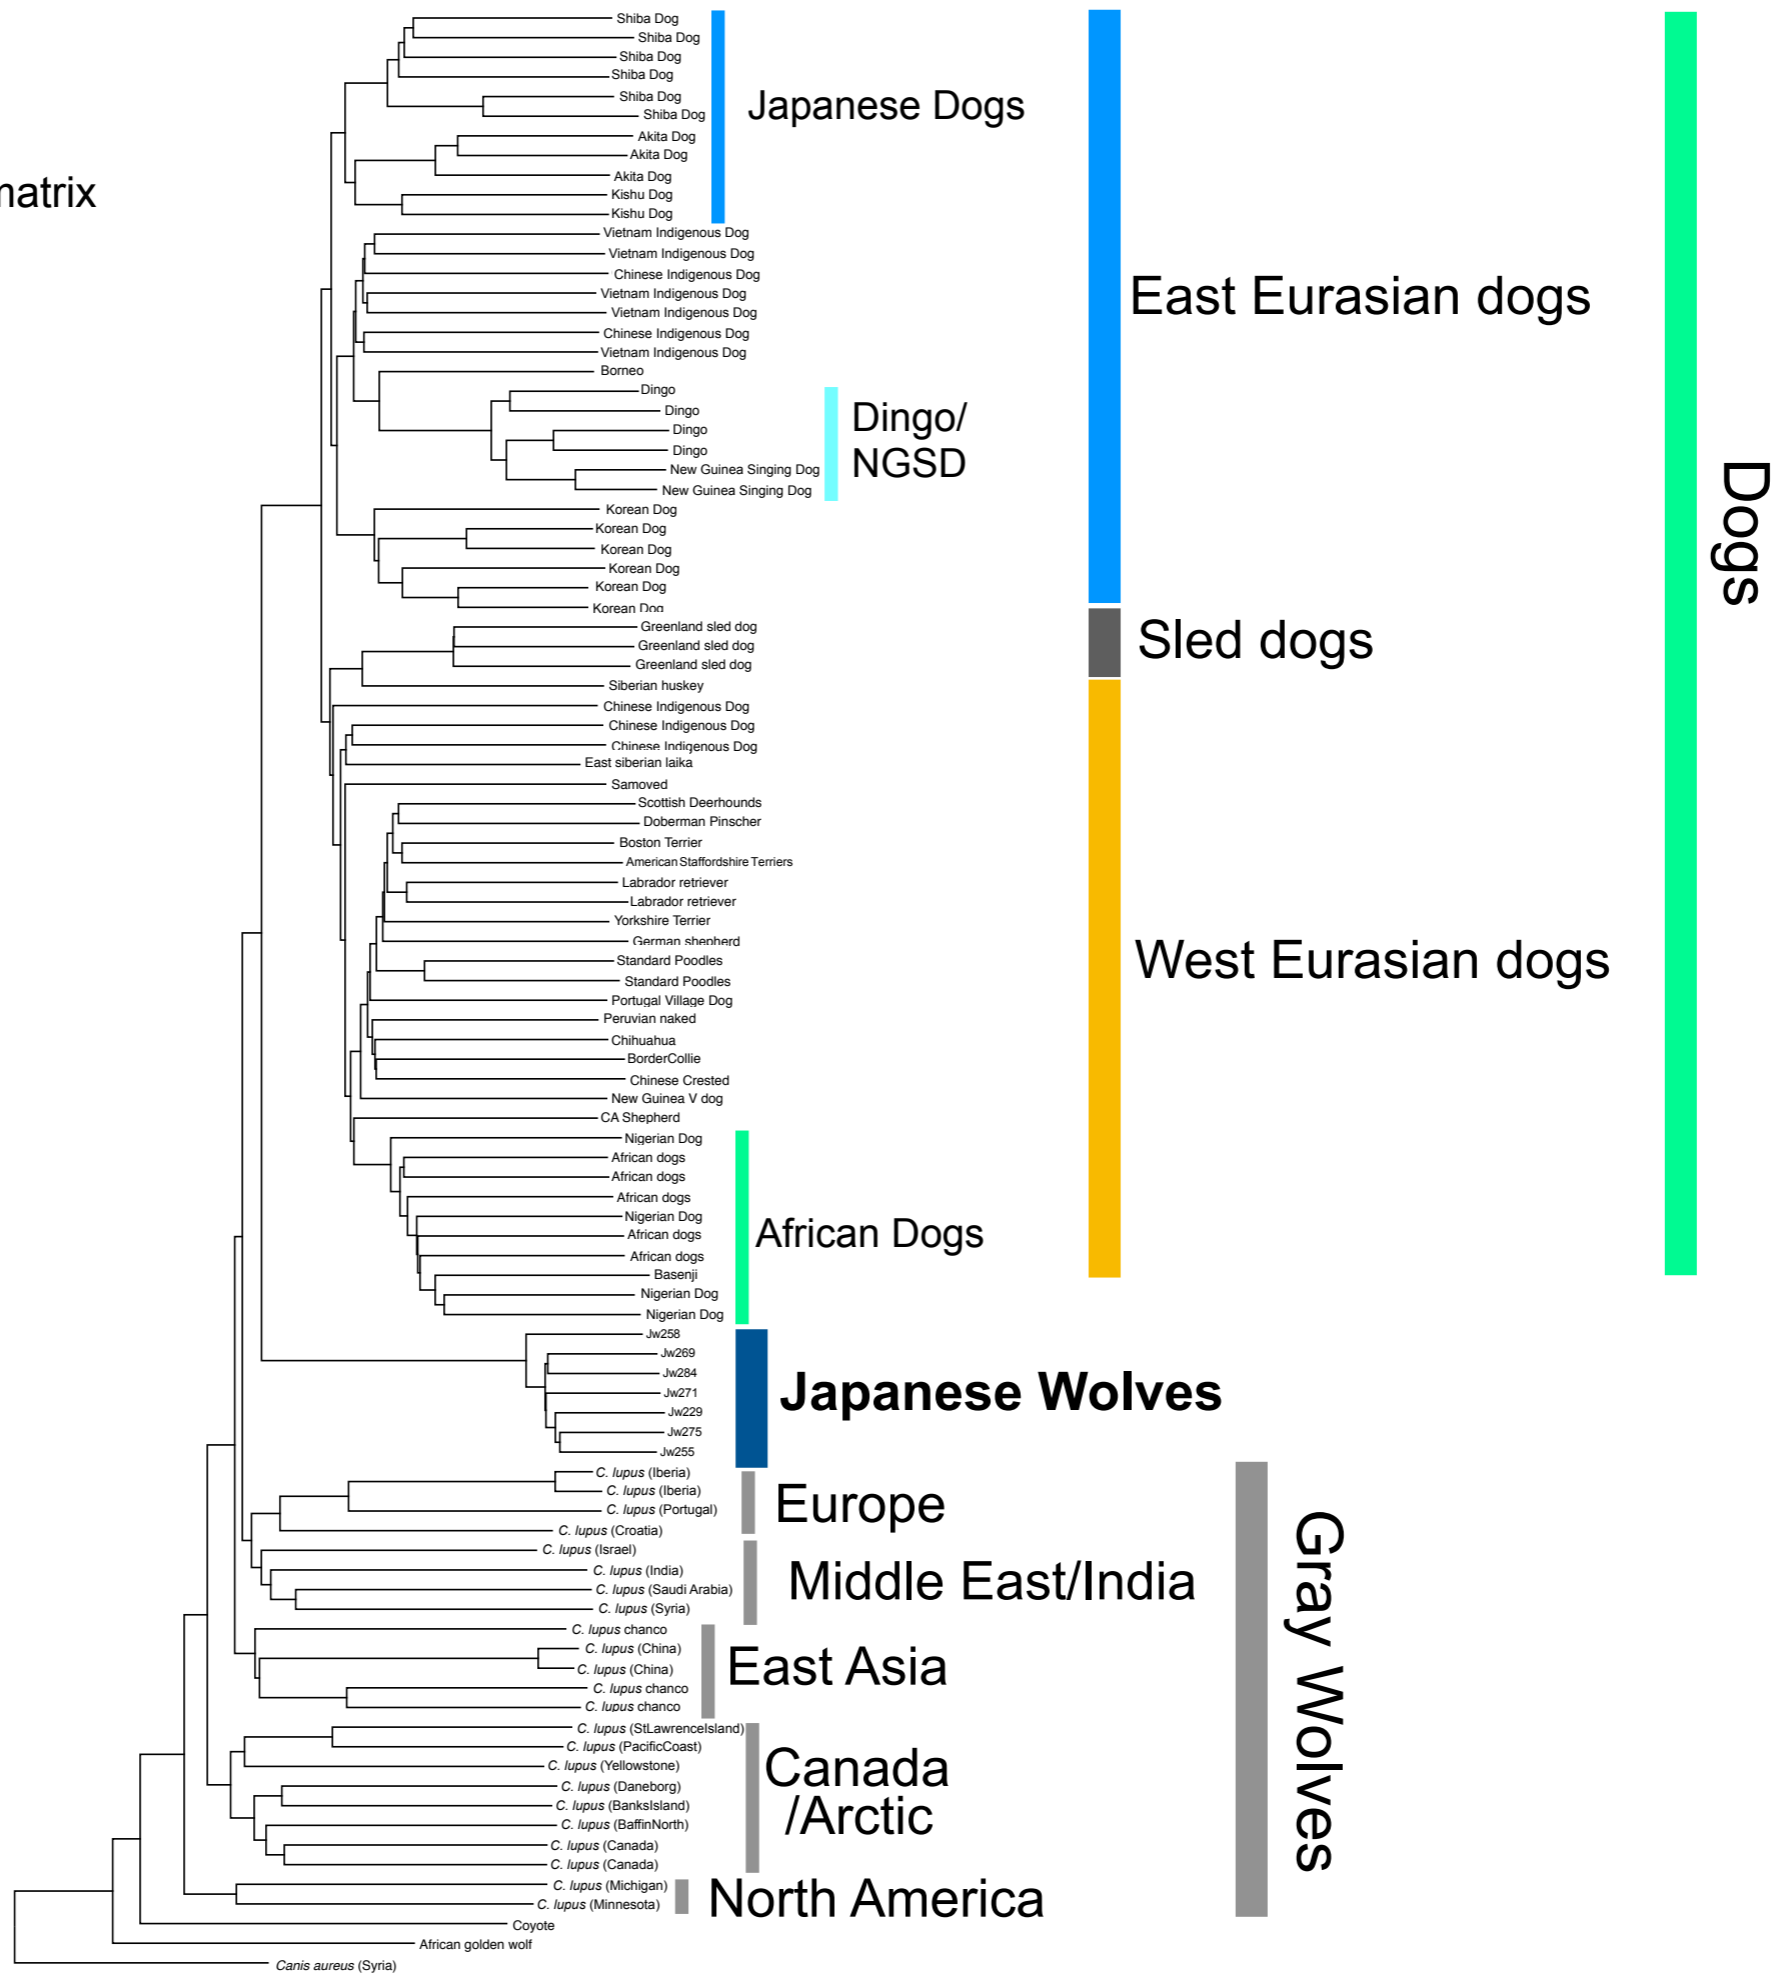 Shiba Dog
Shiba Dog
Shiba Dog
Shiba Dog
Shiba Dog
Shiba Dog
Akita Dog
Akita Dog
Akita Dog
Kishu Dog
Kishu Dog
Japanese Dogs
matrix
Vietnam Indigenous Dog
Vietnam Indigenous Dog
Chinese Indigenous Dog
Vietnam Indigenous Dog
Vietnam Indigenous Dog
Chinese Indigenous Dog
Vietnam Indigenous Dog
Borneo
East Eurasian dogs
Dingo
Dingo
Dingo
Dingo
New Guinea Singing Dog
New Guinea Singing Dog
Dingo/
NGSD
Dogs
Korean Dog
Korean Dog
Korean Dog
Korean Dog
Korean Dog
Korean Dog
Greenland sled dog
Greenland sled dog
Greenland sled dog
Siberian huskey
Sled dogs
Chinese Indigenous Dog
Chinese Indigenous Dog
Chinese Indigenous Dog
East siberian laika
Samoyed
Scottish Deerhounds
Doberman Pinscher
Boston Terrier
American Staffordshire Terriers
Labrador retriever
Labrador retriever
Yorkshire Terrier
German shepherd
Standard Poodles
Standard Poodles
West Eurasian dogs
Portugal Village Dog
Peruvian naked
Chihuahua
BorderCollie
Chinese Crested
New Guinea V dog
CA Shepherd
Nigerian Dog
African dogs
African dogs
African dogs
Nigerian Dog
African dogs
African dogs
Basenji
Nigerian Dog
Nigerian Dog
African Dogs
Jw258
Jw269
Jw284
Jw271
Jw229
Jw275
Jw255
Japanese Wolves
C. lupus (Iberia)
C. lupus (Iberia)
C. lupus (Portugal)
C. lupus (Croatia)
Europe
C. lupus (Israel)
C. lupus (India)
C. lupus (Saudi Arabia)
C. lupus (Syria)
Middle East/India
C. lupus chanco
C. lupus (China)
C. lupus (China)
C. lupus chanco
C. lupus chanco
East Asia
Gray Wolves
C. lupus (StLawrenceIsland)
C. lupus (PacificCoast)
C. lupus (Yellowstone)
C. lupus (Daneborg)
C. lupus (BanksIsland)
C. lupus (BaffinNorth)
C. lupus (Canada)
C. lupus (Canada)
Canada
/Arctic
C. lupus (Michigan)
C. lupus (Minnesota)
North America
Coyote
African golden wolf
Canis aureus (Syria)